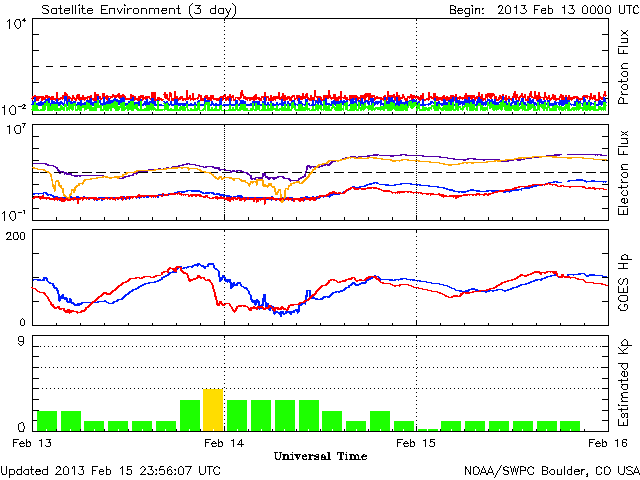 Satellite Environment (3 day) Begin: 2013 Feb 13 0000 UTC
10⁴
10⁻²
Proton Flux
10⁷
10⁻¹
Electron Flux
200
0
GOES Hp
9
0
Estimated Kp
Feb 13 Feb 14 Feb 15 Feb 16
Universal Time
Updated 2013 Feb 15 23:56:07 UTC NOAA/SWPC Boulder, CO USA